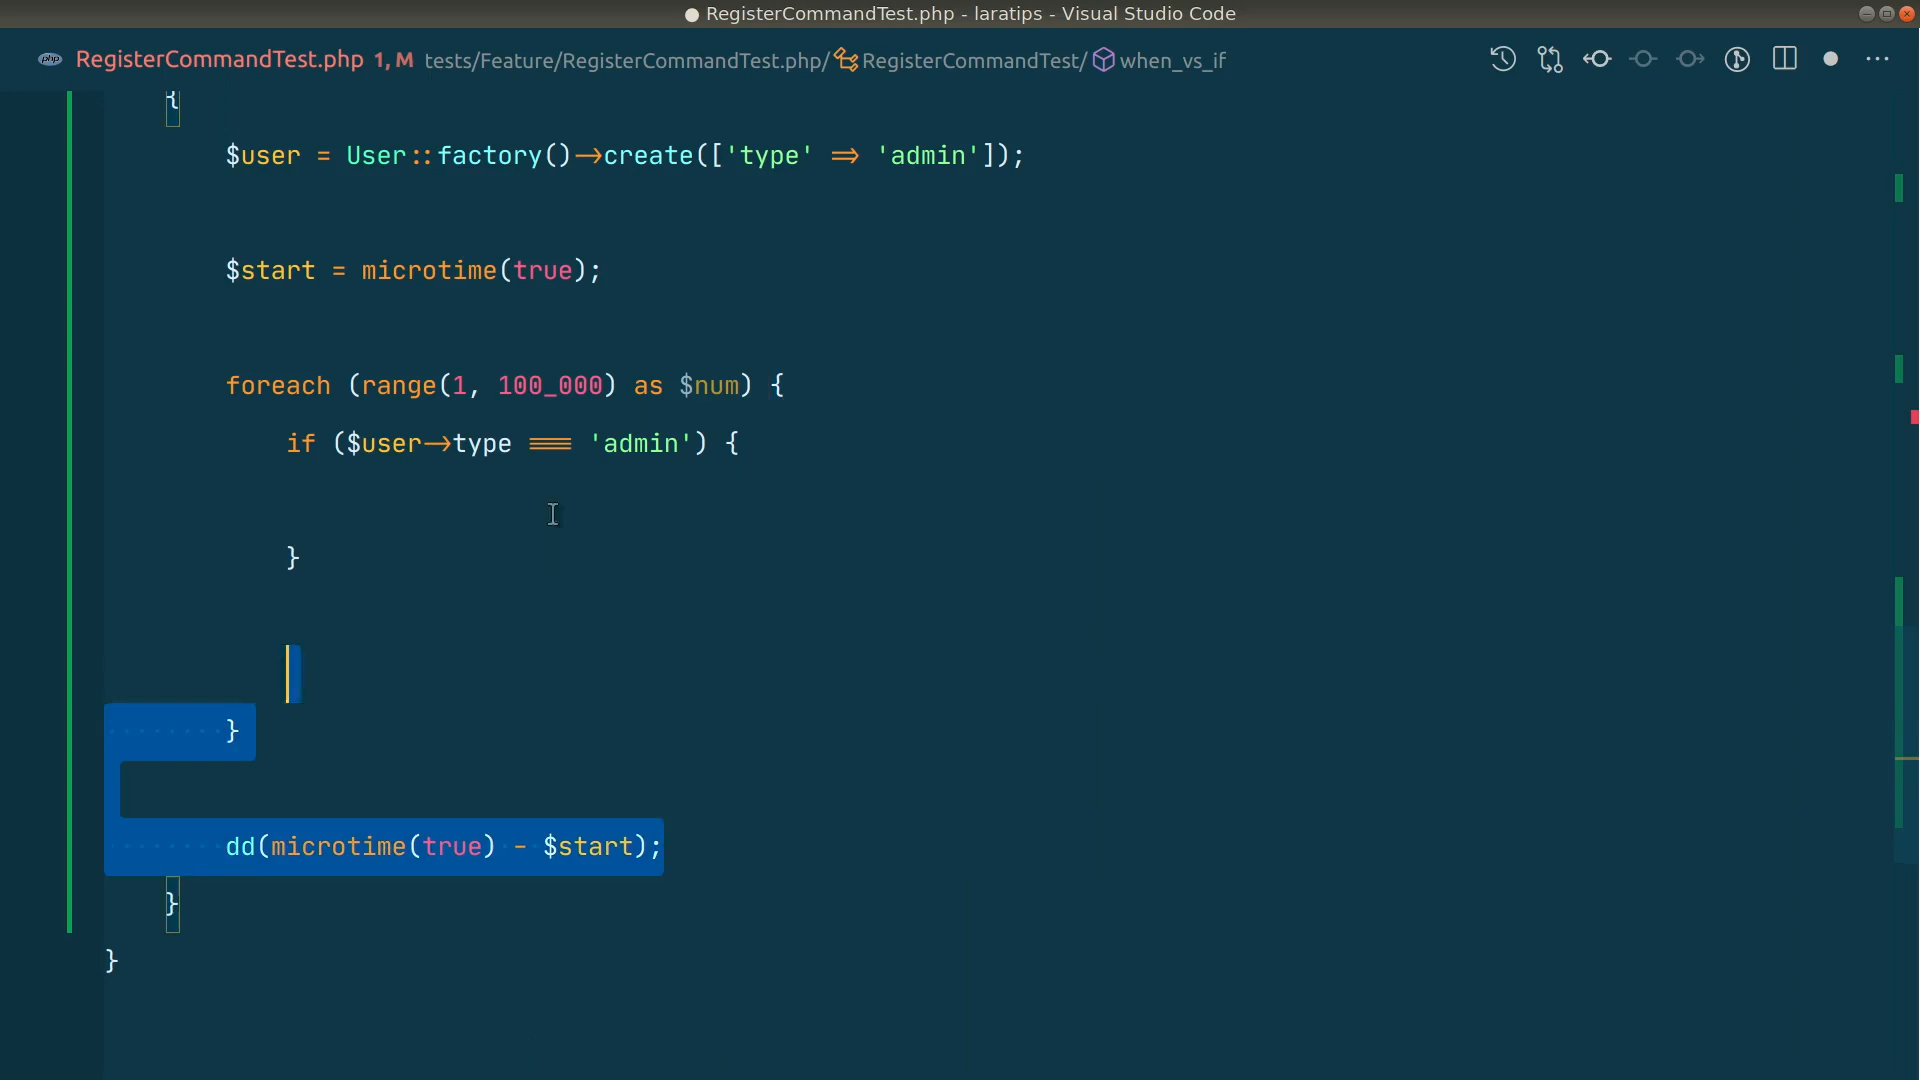 ● RegisterCommandTest.php - laratips - Visual Studio Code
php RegisterCommandTest.php 1, M tests/Feature/RegisterCommandTest.php/ RegisterCommandTest/ when_vs_if
{
$user = User::factory()->create(['type' => 'admin']);
$start = microtime(true);
foreach (range(1, 100_000) as $num) {
if ($user->type === 'admin') {
}
}
dd(microtime(true) - $start);
}
}